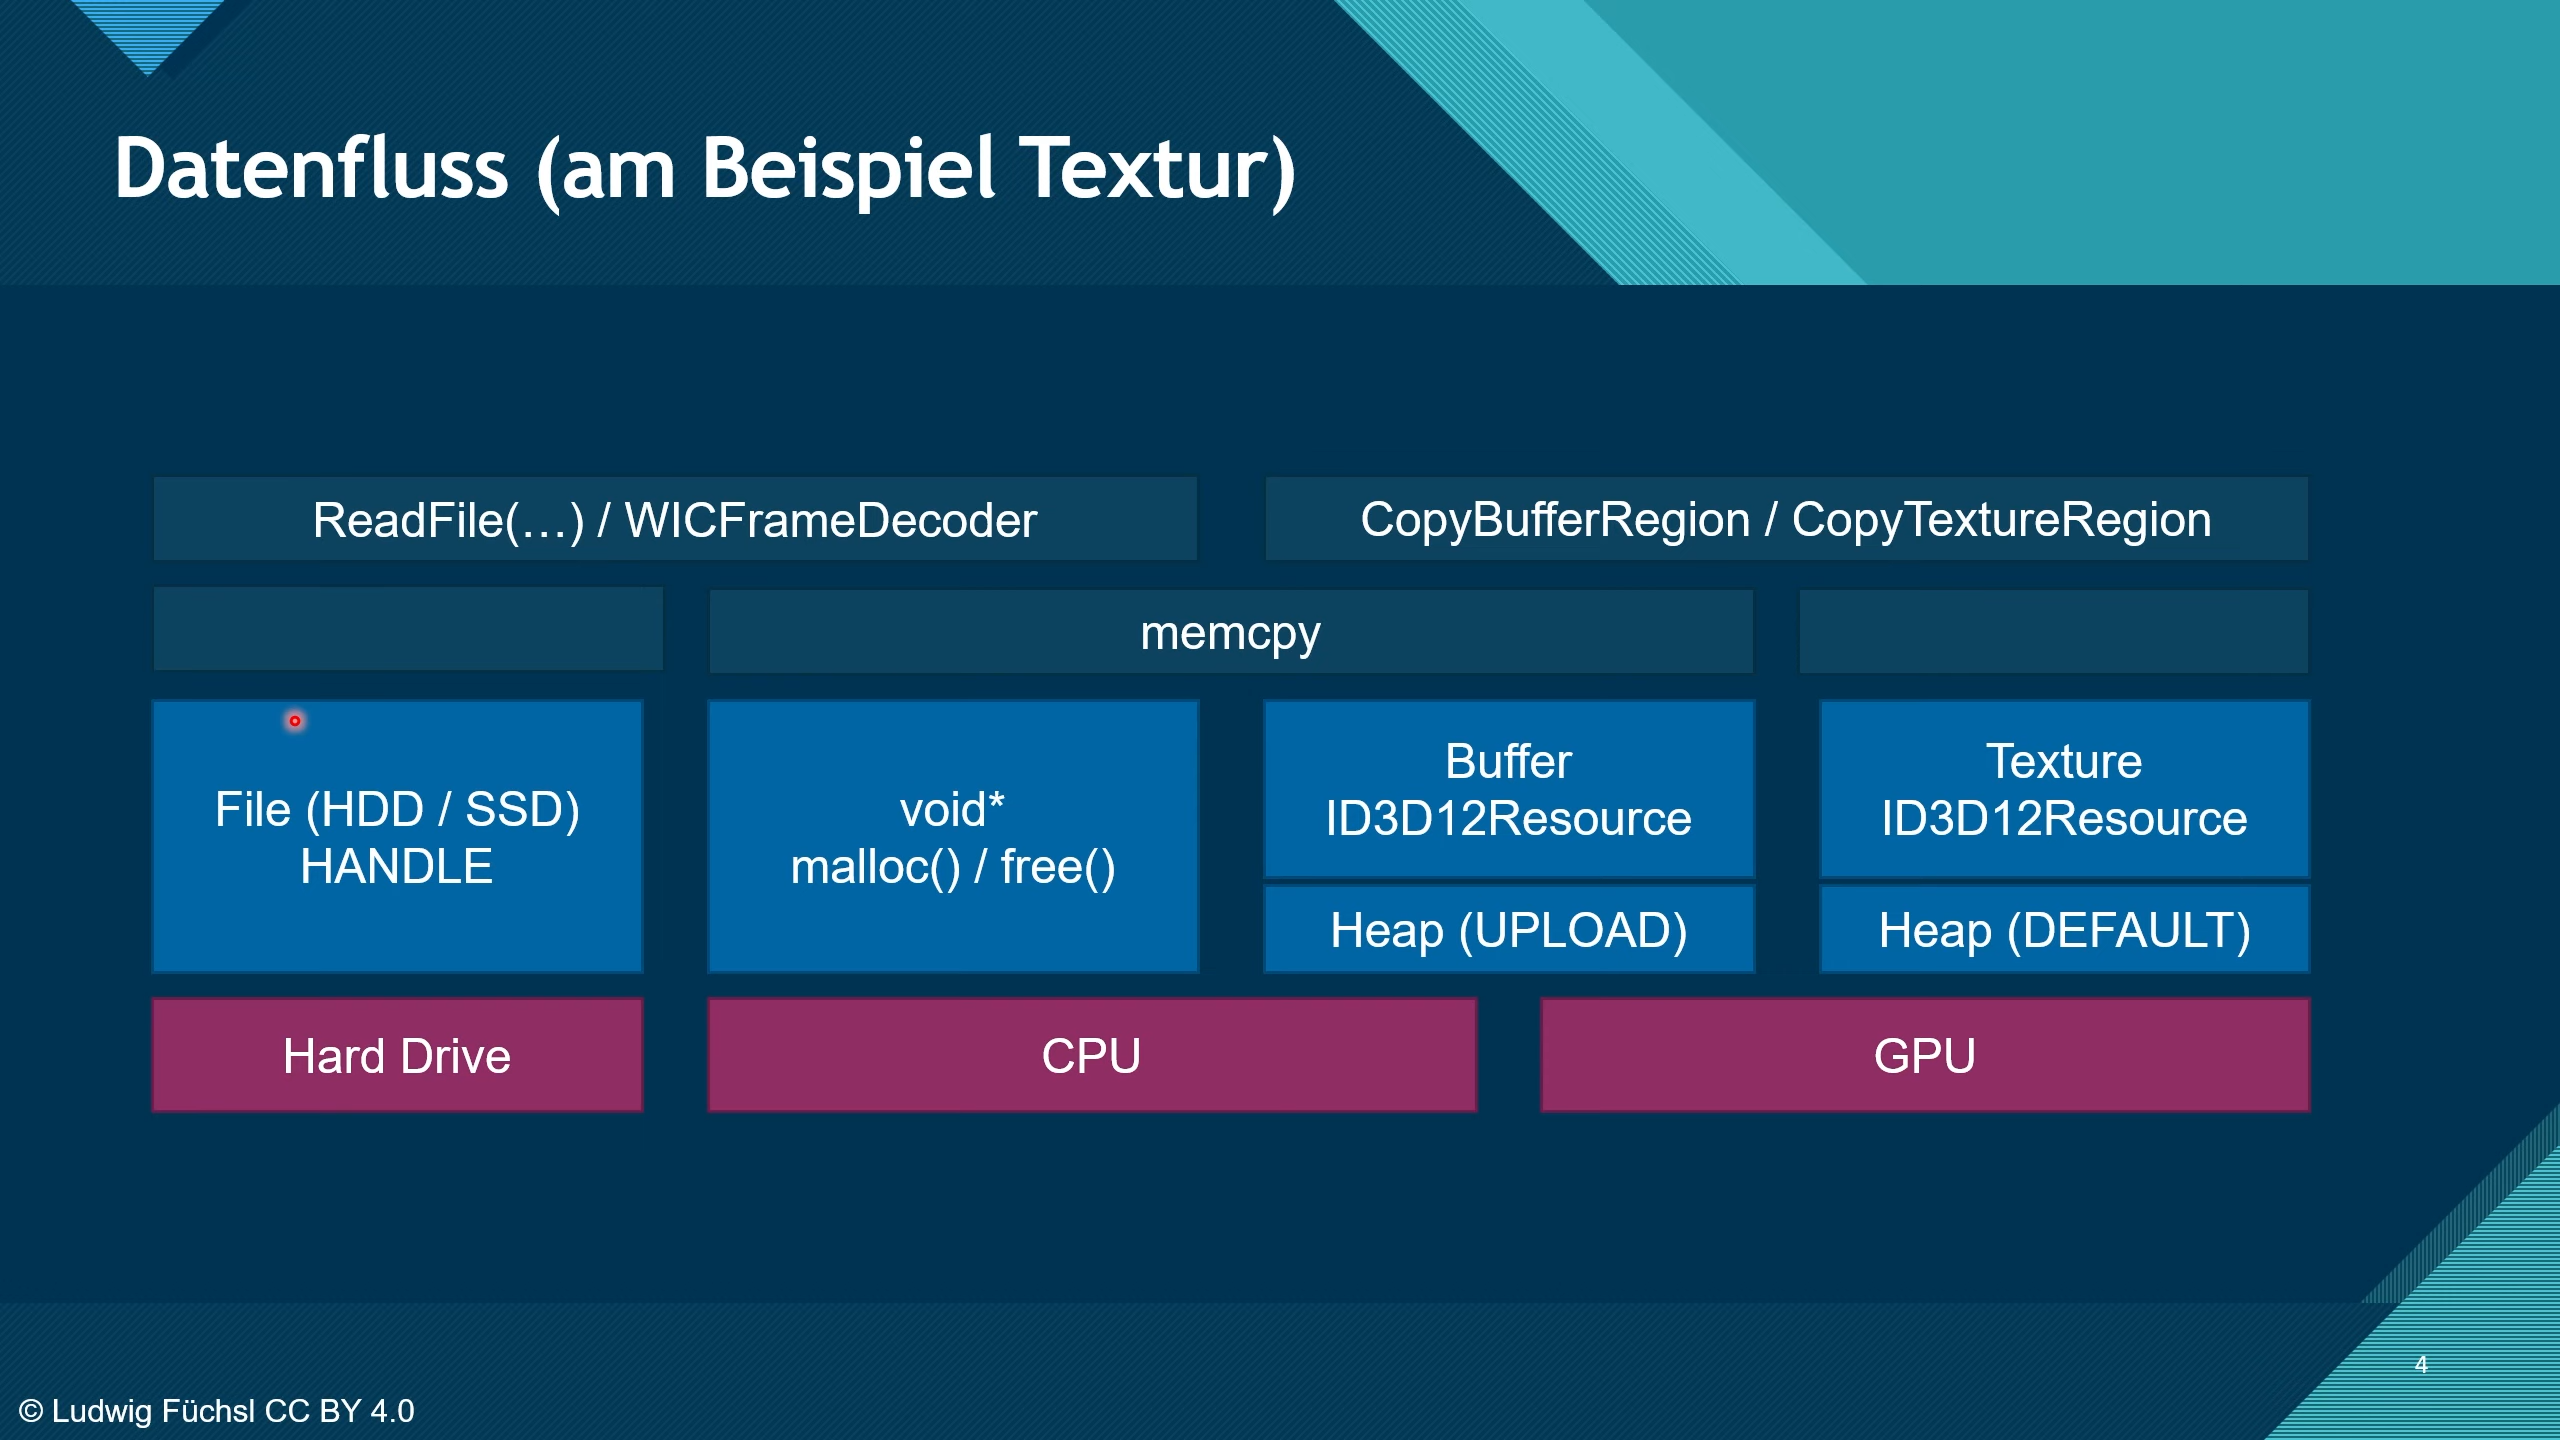 Datenfluss (am Beispiel Textur)
ReadFile(…) / WICFrameDecoder
CopyBufferRegion / CopyTextureRegion
memcpy
File (HDD / SSD)
HANDLE
void*
malloc() / free()
Buffer
ID3D12Resource
Heap (UPLOAD)
Texture
ID3D12Resource
Heap (DEFAULT)
Hard Drive
CPU
GPU
4
© Ludwig Füchsl CC BY 4.0